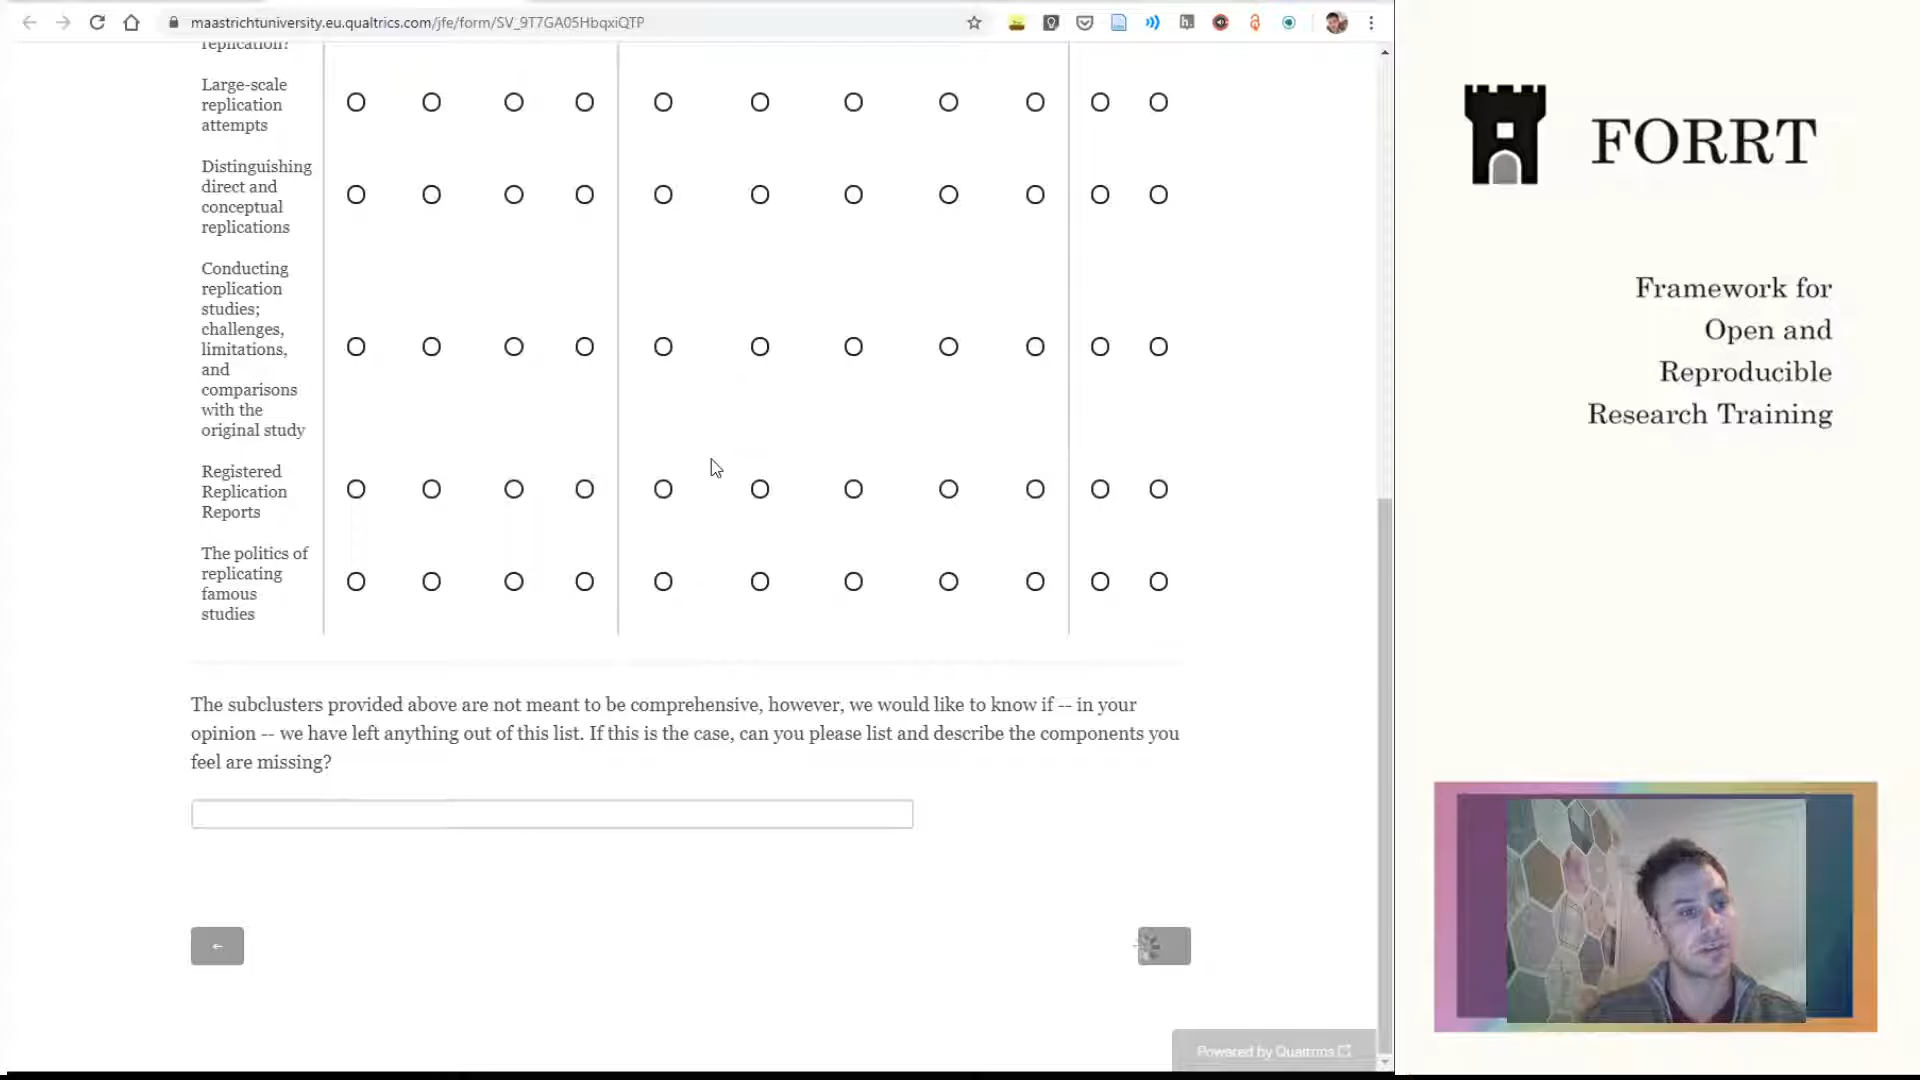 maastrichtuniversity.eu.qualtrics.com/jfe/form/SV_9T7GA05HbqxiQTP
replication?
Large-scale
replication
attempts
Distinguishing
direct and
conceptual
replications
Conducting
replication
studies;
challenges,
limitations,
and
comparisons
with the
original study
Registered
Replication
Reports
The politics of
replicating
famous
studies
The subclusters provided above are not meant to be comprehensive, however, we would like to know if -- in your
opinion -- we have left anything out of this list. If this is the case, can you please list and describe the components you
feel are missing?
Powered by Qualtrics
FORRT
Framework for
Open and
Reproducible
Research Training